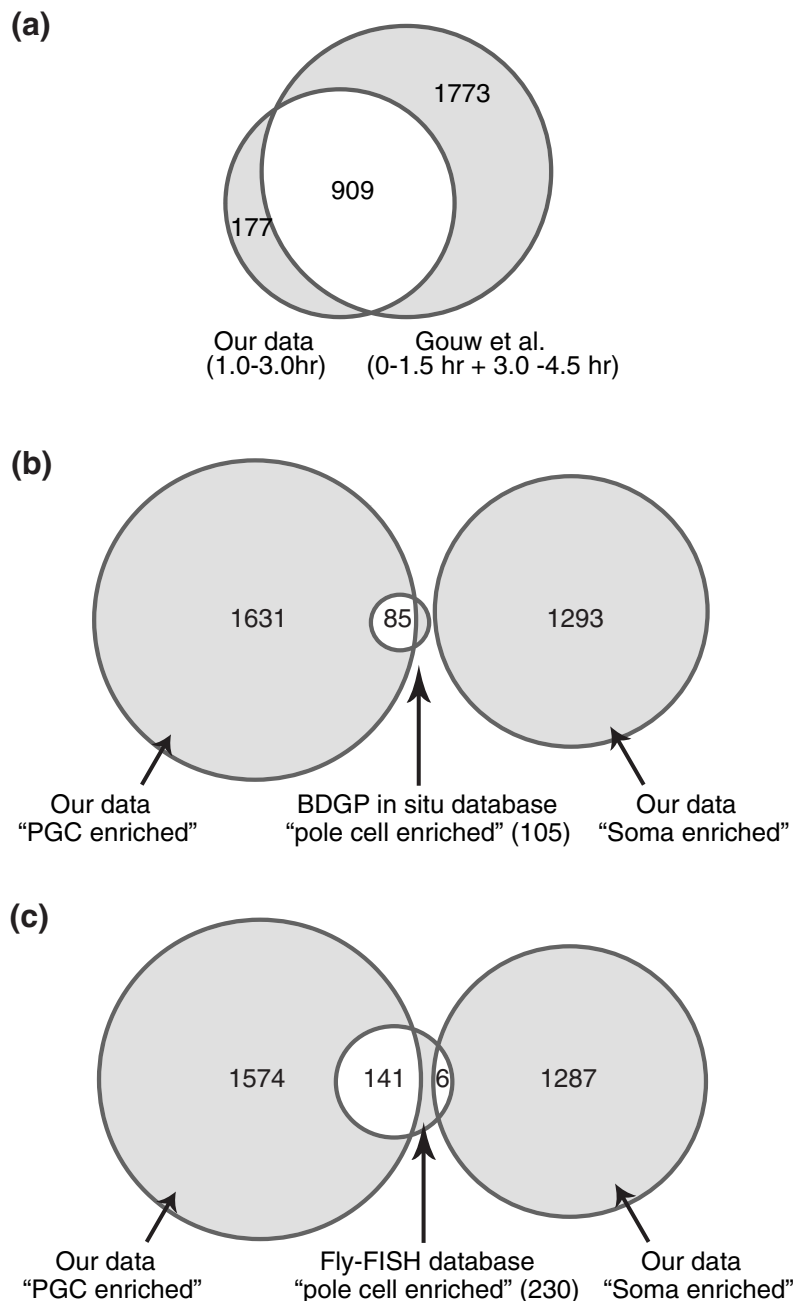 (a)
1773
909
177
Our data
(1.0-3.0hr)
Gouw et al.
(0-1.5 hr + 3.0 -4.5 hr)
(b)
1631
85
1293
Our data
“PGC enriched”
BDGP in situ database
“pole cell enriched” (105)
Our data
“Soma enriched”
(c)
1574
141
6
1287
Our data
“PGC enriched”
Fly-FISH database
“pole cell enriched” (230)
Our data
“Soma enriched”